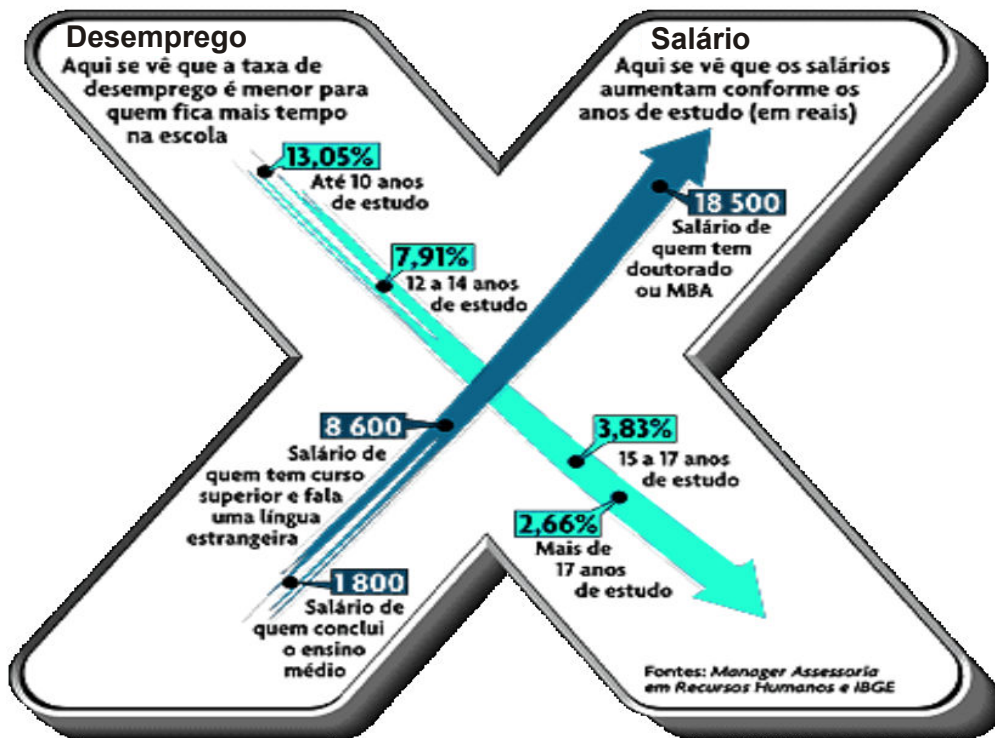 Desemprego
Aqui se vê que a taxa de
desemprego é menor para
quem fica mais tempo
na escola
13,05%
Até 10 anos
de estudo
7,91%
12 a 14 anos
de estudo
3,83%
15 a 17 anos
de estudo
2,66%
Mais de
17 anos
de estudo
Salário
Aqui se vê que os salários
aumentam conforme os
anos de estudo (em reais)
18 500
Salário de
quem tem
doutorado
ou MBA
8 600
Salário de
quem tem curso
superior e fala
uma língua
estrangeira
1 800
Salário de
quem conclui
o ensino
médio
Fontes: Manager Assessoria
em Recursos Humanos e IBGE